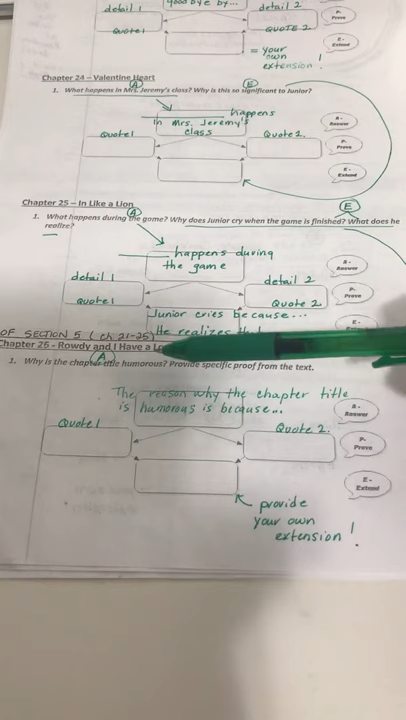 good bye by...
detail 1
detail 2
P-
Prove
quote 1
QUOTE 2
E-
Extend
= your
own
extension!
Chapter 24 – Valentine Heart
A
E
1. What happens in Mrs. Jeremy's class? Why is this so significant to Junior?
happens
in Mrs. Jeremy's
class
A-
Answer
quote 1
Quote 2.
P-
Prove
E-
Extend
Chapter 25 – In Like a Lion
A
E
1. What happens during the game? Why does Junior cry when the game is finished? What does he
realize?
happens during
the game
A-
Answer
detail 1
detail 2
quote 1
Quote 2
P-
Prove
Junior cries because...
E-
OF SECTION 5 (ch 21-25)
He realizes
Chapter 25 - Rowdy and I Have a
A
1. Why is the chapter title humorous? Provide specific proof from the text.
The reason why the chapter title
is humorous is because...
A-
Answer
Quote 1
Quote 2.
P-
Prove
E-
Extend
provide
your own
extension!